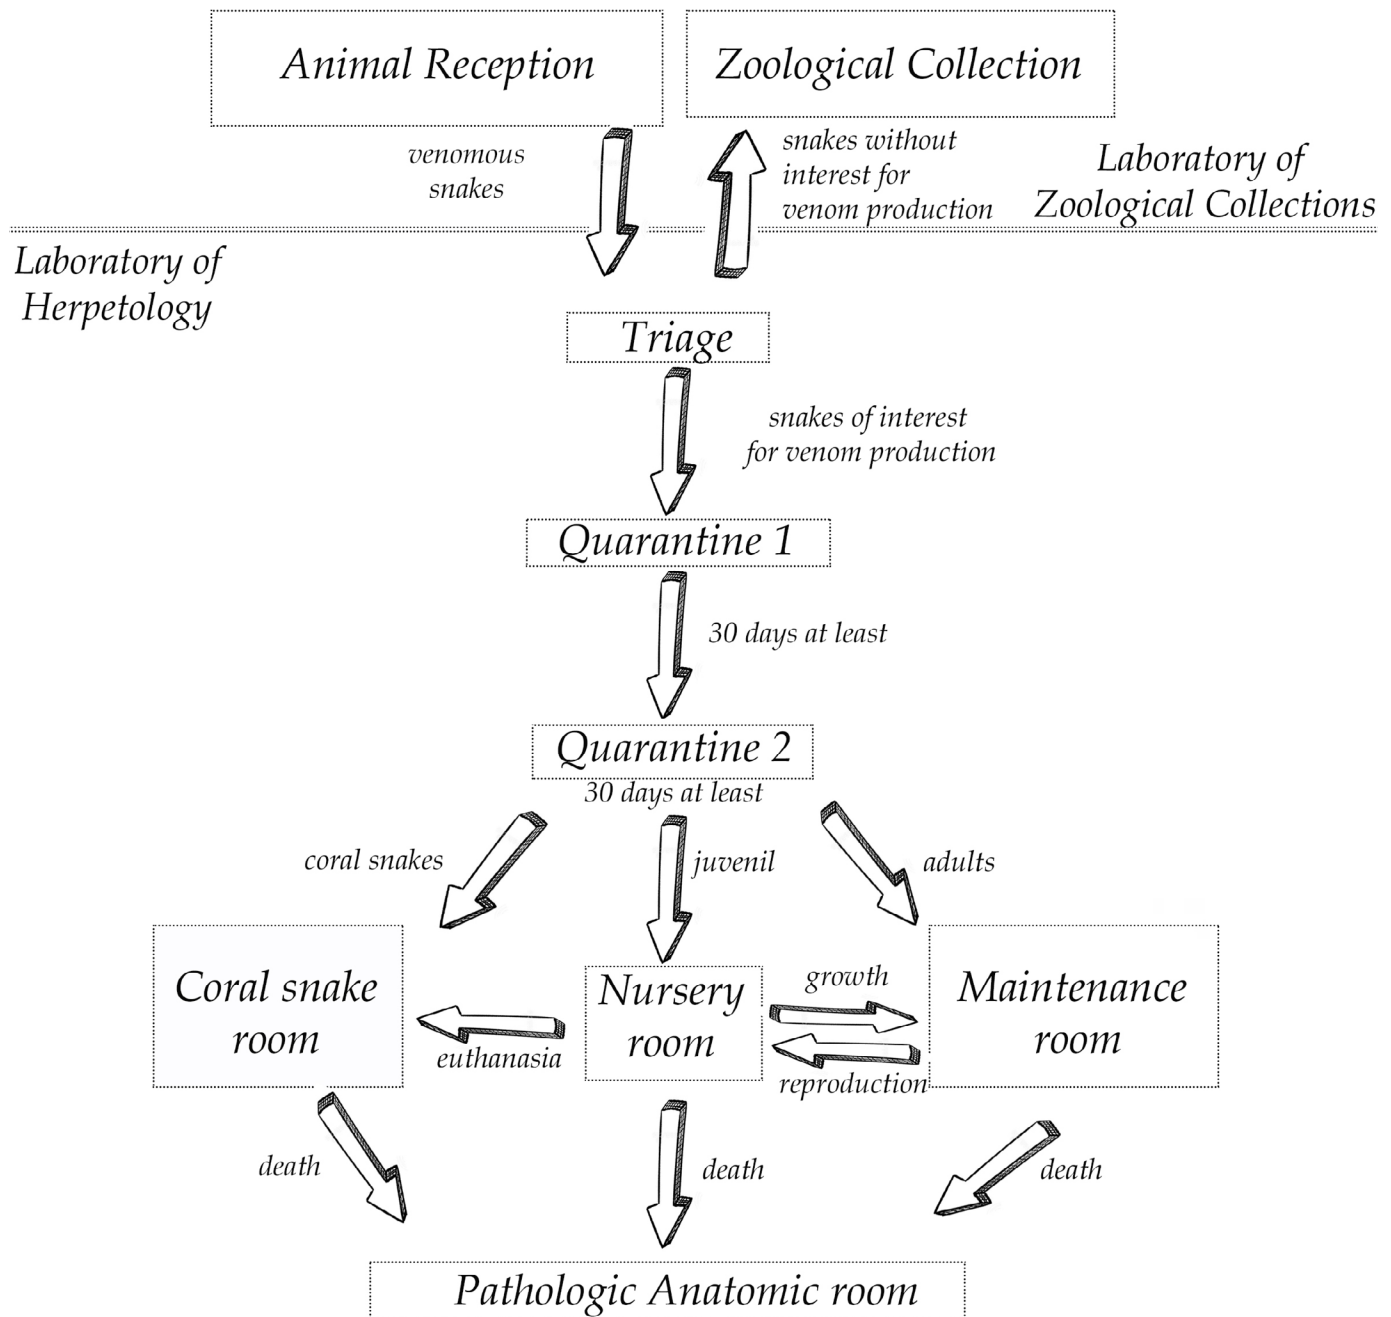 Animal Reception
Zoological Collection
venomous
snakes
snakes without
interest for
venom production
Laboratory of
Zoological Collections
Laboratory of
Herpetology
Triage
snakes of interest
for venom production
Quarantine 1
30 days at least
Quarantine 2
30 days at least
coral snakes
juvenil
adults
Coral snake
room
Nursery
room
Maintenance
room
growth
euthanasia
reproduction
death
death
death
Pathologic Anatomic room